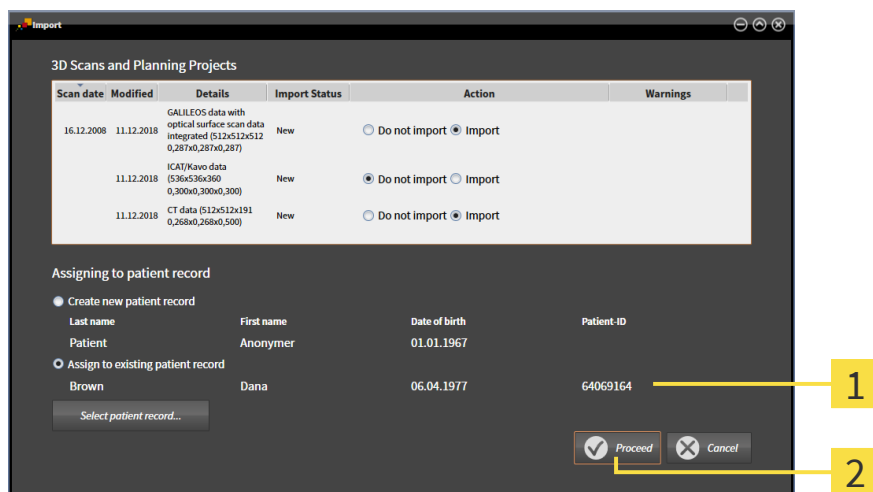 Import
3D Scans and Planning Projects
Scan date Modified Details Import Status Action Warnings
16.12.2008 11.12.2018 GALILEOS data with
optical surface scan data
integrated (512x512x512
0,287x0,287x0,287) New Do not import Import
11.12.2018 ICAT/Kavo data
(536x536x360
0,300x0,300x0,300) New Do not import Import
11.12.2018 CT data (512x512x191
0,268x0,268x0,500) New Do not import Import
Assigning to patient record
Create new patient record
Last name First name Date of birth Patient-ID
Patient Anonymer 01.01.1967
Assign to existing patient record
Brown Dana 06.04.1977 64069164
1
Select patient record...
Proceed Cancel
2